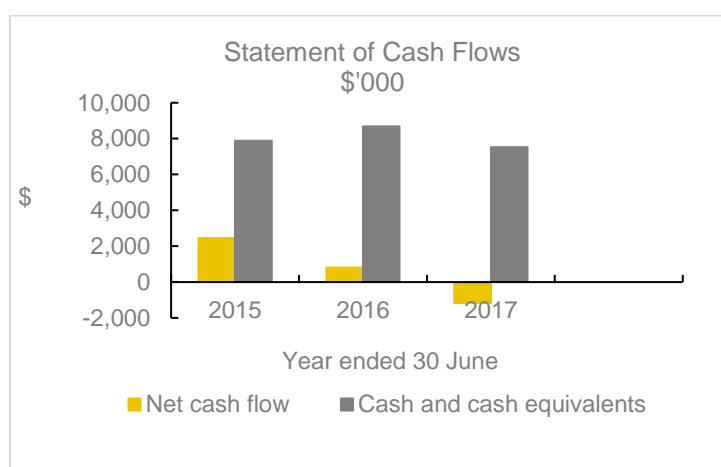 Statement of Cash Flows
$'000
10,000
8,000
6,000
$
4,000
2,000
0
-2,000
2015 2016 2017
Year ended 30 June
Net cash flow Cash and cash equivalents